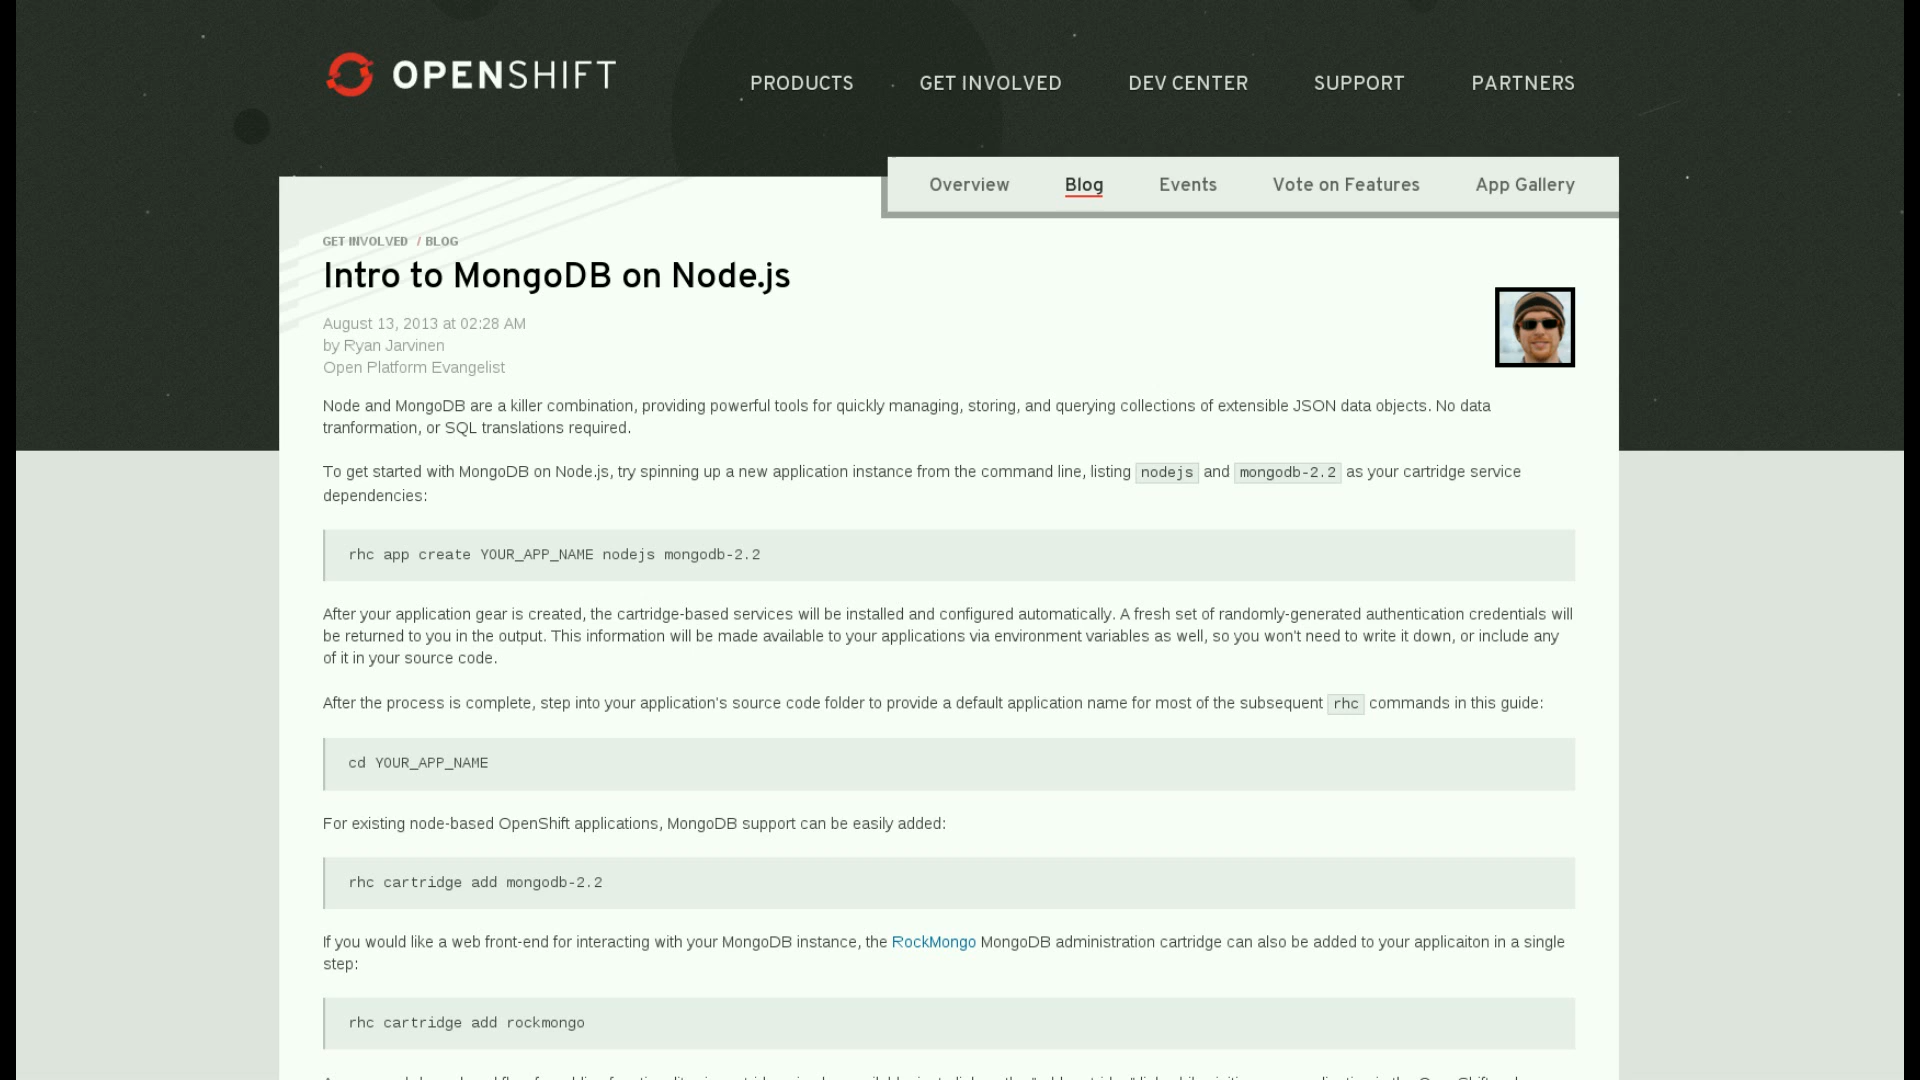 OPENSHIFT
PRODUCTS GET INVOLVED DEV CENTER SUPPORT PARTNERS
Overview Blog Events Vote on Features App Gallery
GET INVOLVED / BLOG
Intro to MongoDB on Node.js
August 13, 2013 at 02:28 AM
by Ryan Jarvinen
Open Platform Evangelist
Node and MongoDB are a killer combination, providing powerful tools for quickly managing, storing, and querying collections of extensible JSON data objects. No data
tranformation, or SQL translations required.
To get started with MongoDB on Node.js, try spinning up a new application instance from the command line, listing nodejs and mongodb-2.2 as your cartridge service
dependencies:
rhc app create YOUR_APP_NAME nodejs mongodb-2.2
After your application gear is created, the cartridge-based services will be installed and configured automatically. A fresh set of randomly-generated authentication credentials will
be returned to you in the output. This information will be made available to your applications via environment variables as well, so you won't need to write it down, or include any
of it in your source code.
After the process is complete, step into your application's source code folder to provide a default application name for most of the subsequent rhc commands in this guide:
cd YOUR_APP_NAME
For existing node-based OpenShift applications, MongoDB support can be easily added:
rhc cartridge add mongodb-2.2
If you would like a web front-end for interacting with your MongoDB instance, the RockMongo MongoDB administration cartridge can also be added to your applicaiton in a single
step:
rhc cartridge add rockmongo